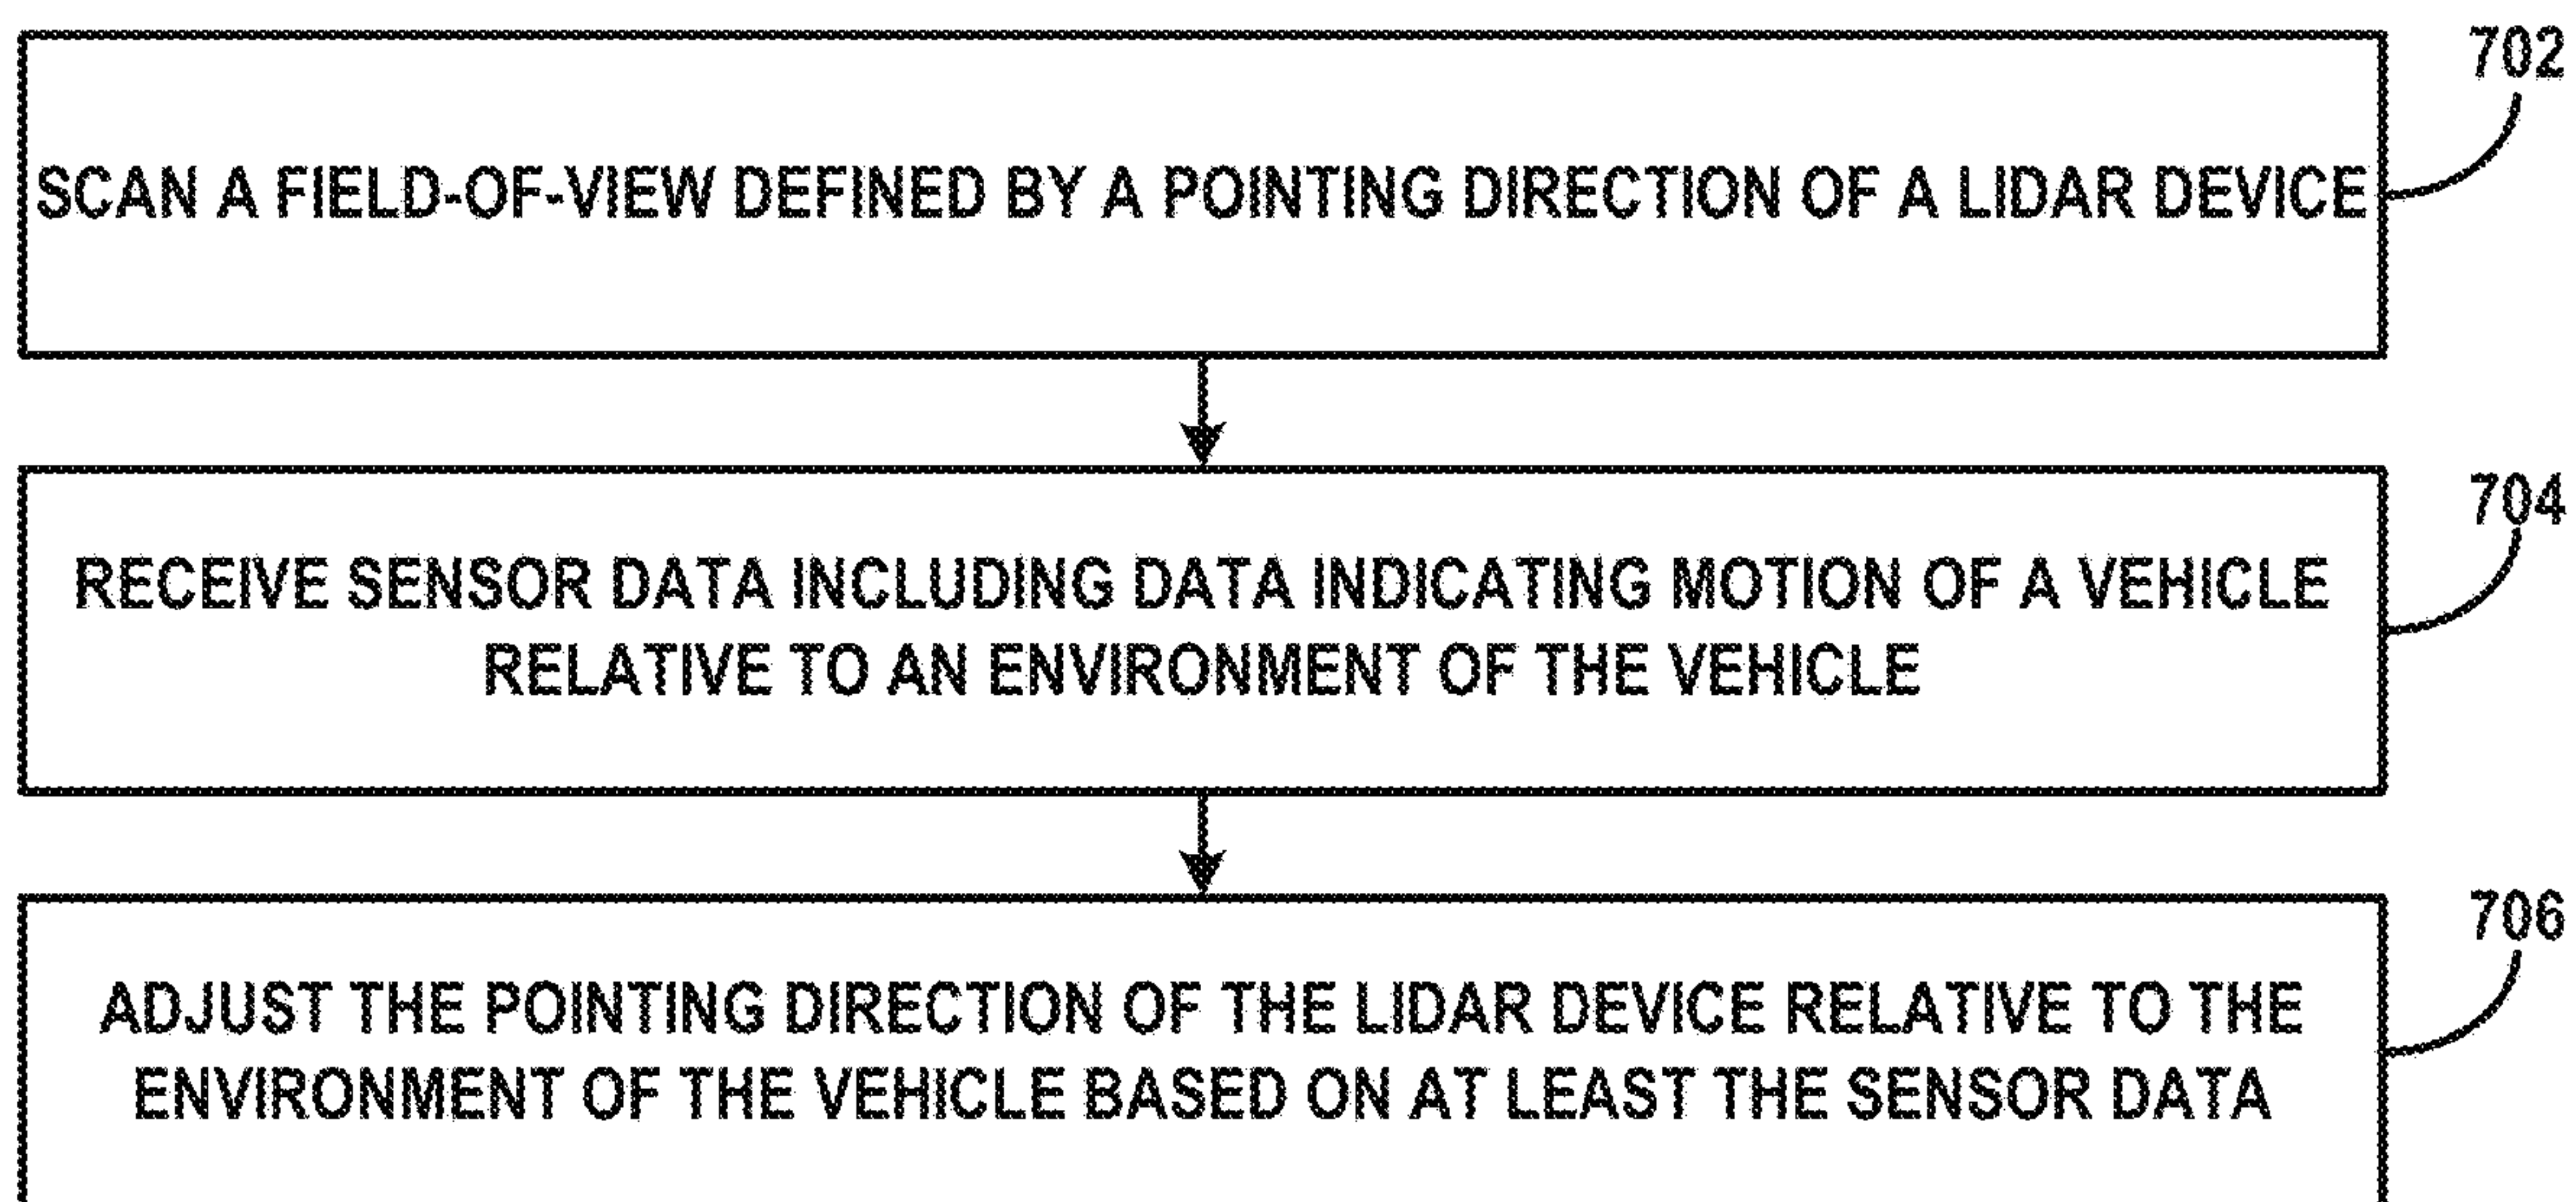 702
SCAN A FIELD-OF-VIEW DEFINED BY A POINTING DIRECTION OF A LIDAR DEVICE
704
RECEIVE SENSOR DATA INCLUDING DATA INDICATING MOTION OF A VEHICLE
RELATIVE TO AN ENVIRONMENT OF THE VEHICLE
706
ADJUST THE POINTING DIRECTION OF THE LIDAR DEVICE RELATIVE TO THE
ENVIRONMENT OF THE VEHICLE BASED ON AT LEAST THE SENSOR DATA